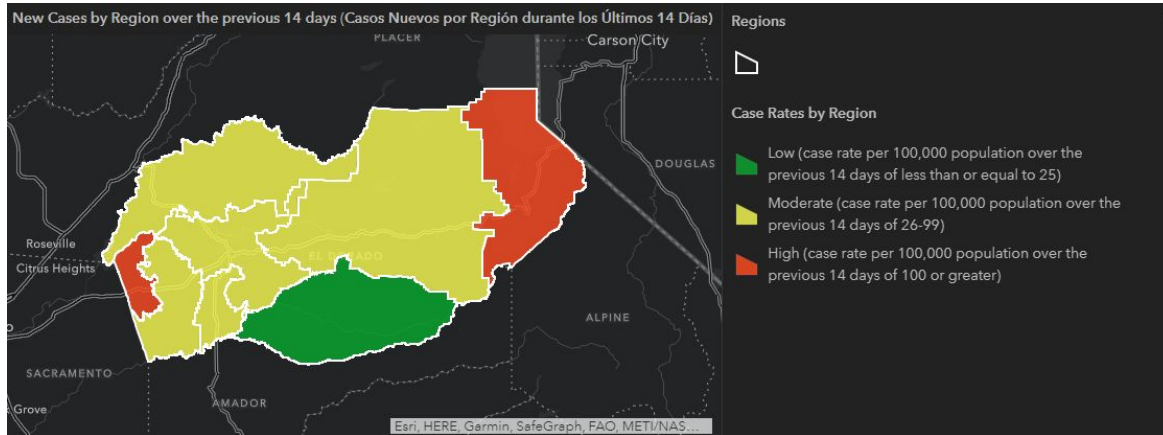 New Cases by Region over the previous 14 days (Casos Nuevos por Región durante los Últimos 14 Días)
PLACER
Carson City
DOUGLAS
Roseville
Citrus Heights
EL DORADO
ALPINE
SACRAMENTO
AMADOR
Grove
Esri, HERE, Garmin, SafeGraph, FAO, METI/NAS...
Regions
Case Rates by Region
Low (case rate per 100,000 population over the
previous 14 days of less than or equal to 25)
Moderate (case rate per 100,000 population over the
previous 14 days of 26-99)
High (case rate per 100,000 population over the
previous 14 days of 100 or greater)